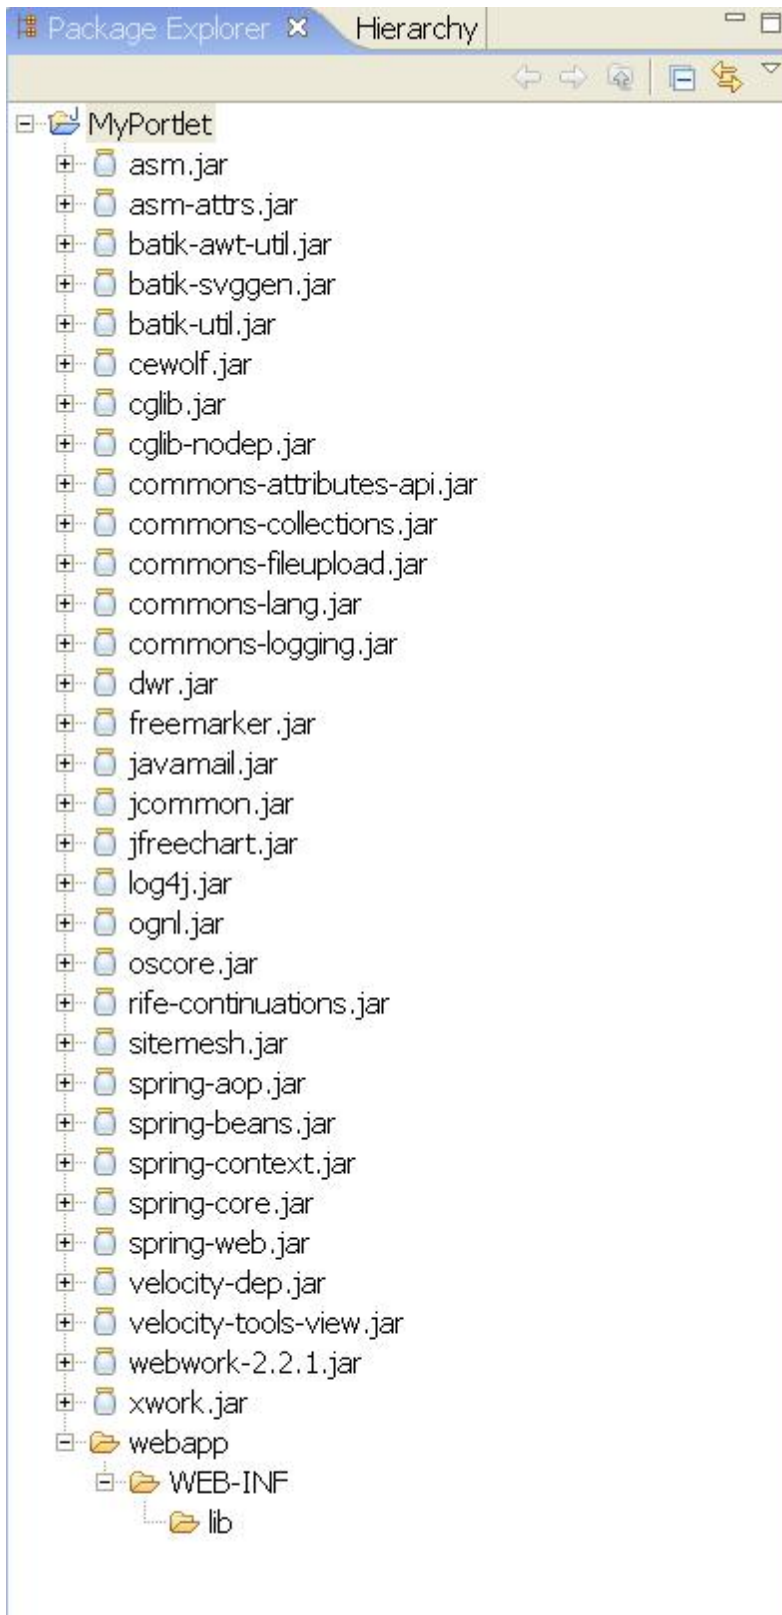 Package Explorer Hierarchy
MyPortlet
asm.jar
asm-attrs.jar
batik-awt-util.jar
batik-svggen.jar
batik-util.jar
cewolf.jar
cglib.jar
cglib-nodep.jar
commons-attributes-api.jar
commons-collections.jar
commons-fileupload.jar
commons-lang.jar
commons-logging.jar
dwr.jar
freemarker.jar
javamail.jar
jcommon.jar
jfreechart.jar
log4j.jar
ognl.jar
oscore.jar
rife-continuations.jar
sitemesh.jar
spring-aop.jar
spring-beans.jar
spring-context.jar
spring-core.jar
spring-web.jar
velocity-dep.jar
velocity-tools-view.jar
webwork-2.2.1.jar
xwork.jar
webapp
WEB-INF
lib